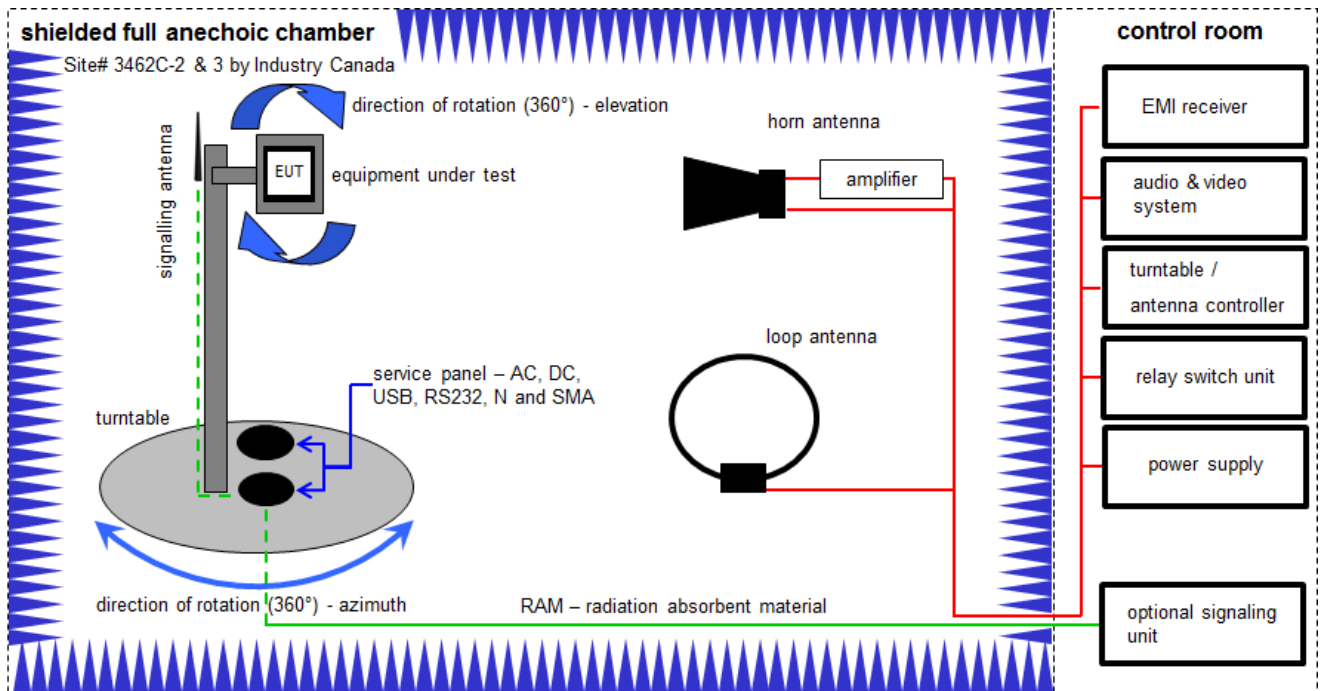 shielded full anechoic chamber
Site# 3462C-2 & 3 by Industry Canada
direction of rotation (360°) - elevation
signalling antenna
EUT
equipment under test
horn antenna
amplifier
loop antenna
service panel – AC, DC,
USB, RS232, N and SMA
turntable
direction of rotation (360°) - azimuth
RAM – radiation absorbent material
control room
EMI receiver
audio & video
system
turntable /
antenna controller
relay switch unit
power supply
optional signaling
unit